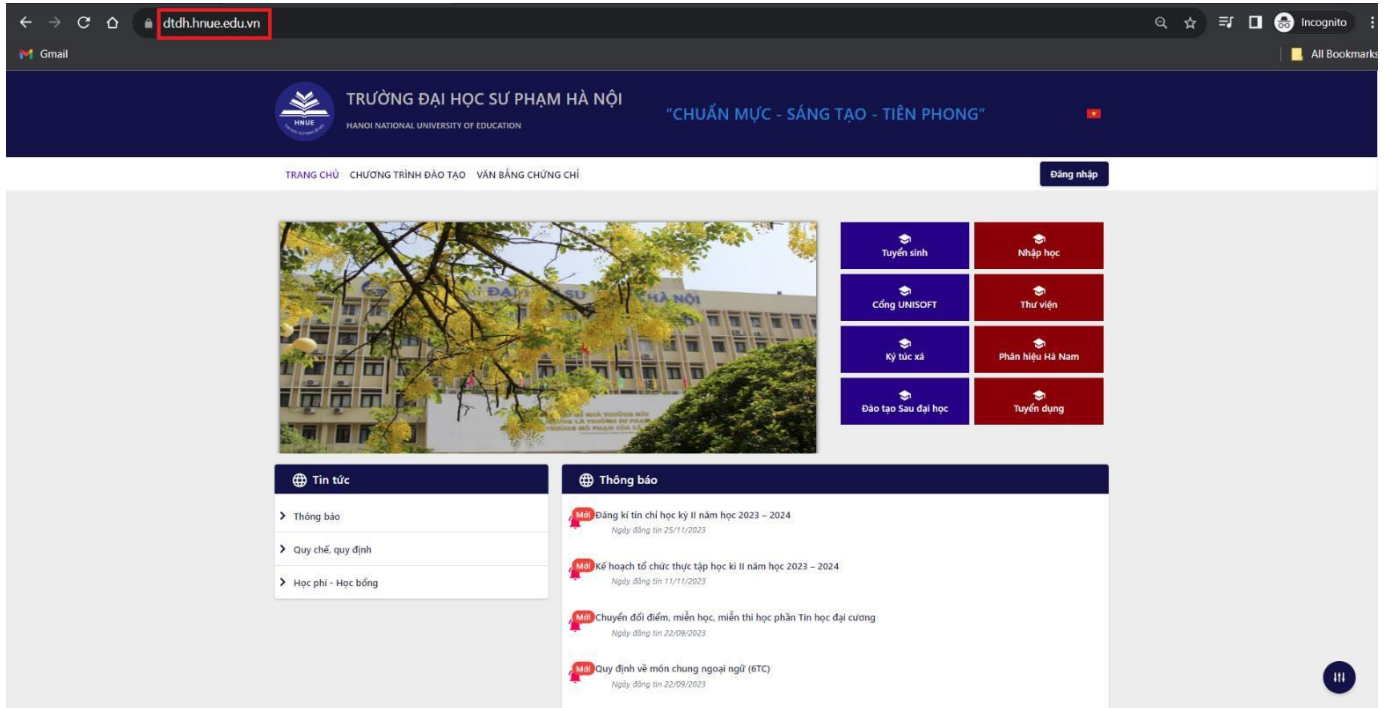 dtdh.hnue.edu.vn
Incognito
Gmail
All Bookmarks
HNUE
TRƯỜNG ĐẠI HỌC SƯ PHẠM HÀ NỘI
HANOI NATIONAL UNIVERSITY OF EDUCATION
"CHUẨN MỰC - SÁNG TẠO - TIÊN PHONG"
TRANG CHỦ CHƯƠNG TRÌNH ĐÀO TẠO VĂN BẰNG CHỨNG CHỈ
Đăng nhập
ĐẠI SƯ HÀ NỘI
Tuyển sinh
Nhập học
Cổng UNISOFT
Thư viện
Ký túc xá
Phân hiệu Hà Nam
Đào tạo Sau đại học
Tuyển dụng
Tin tức
Thông báo
Quy chế, quy định
Học phí - Học bổng
Thông báo
Mới Đăng kí tín chỉ học kỳ II năm học 2023 – 2024
Ngày đăng tin 25/11/2023
Mới Kế hoạch tổ chức thực tập học kì II năm học 2023 – 2024
Ngày đăng tin 11/11/2023
Mới Chuyển đổi điểm, miễn học, miễn thi học phần Tin học đại cương
Ngày đăng tin 22/09/2023
Mới Quy định về môn chung ngoại ngữ (6TC)
Ngày đăng tin 22/09/2023